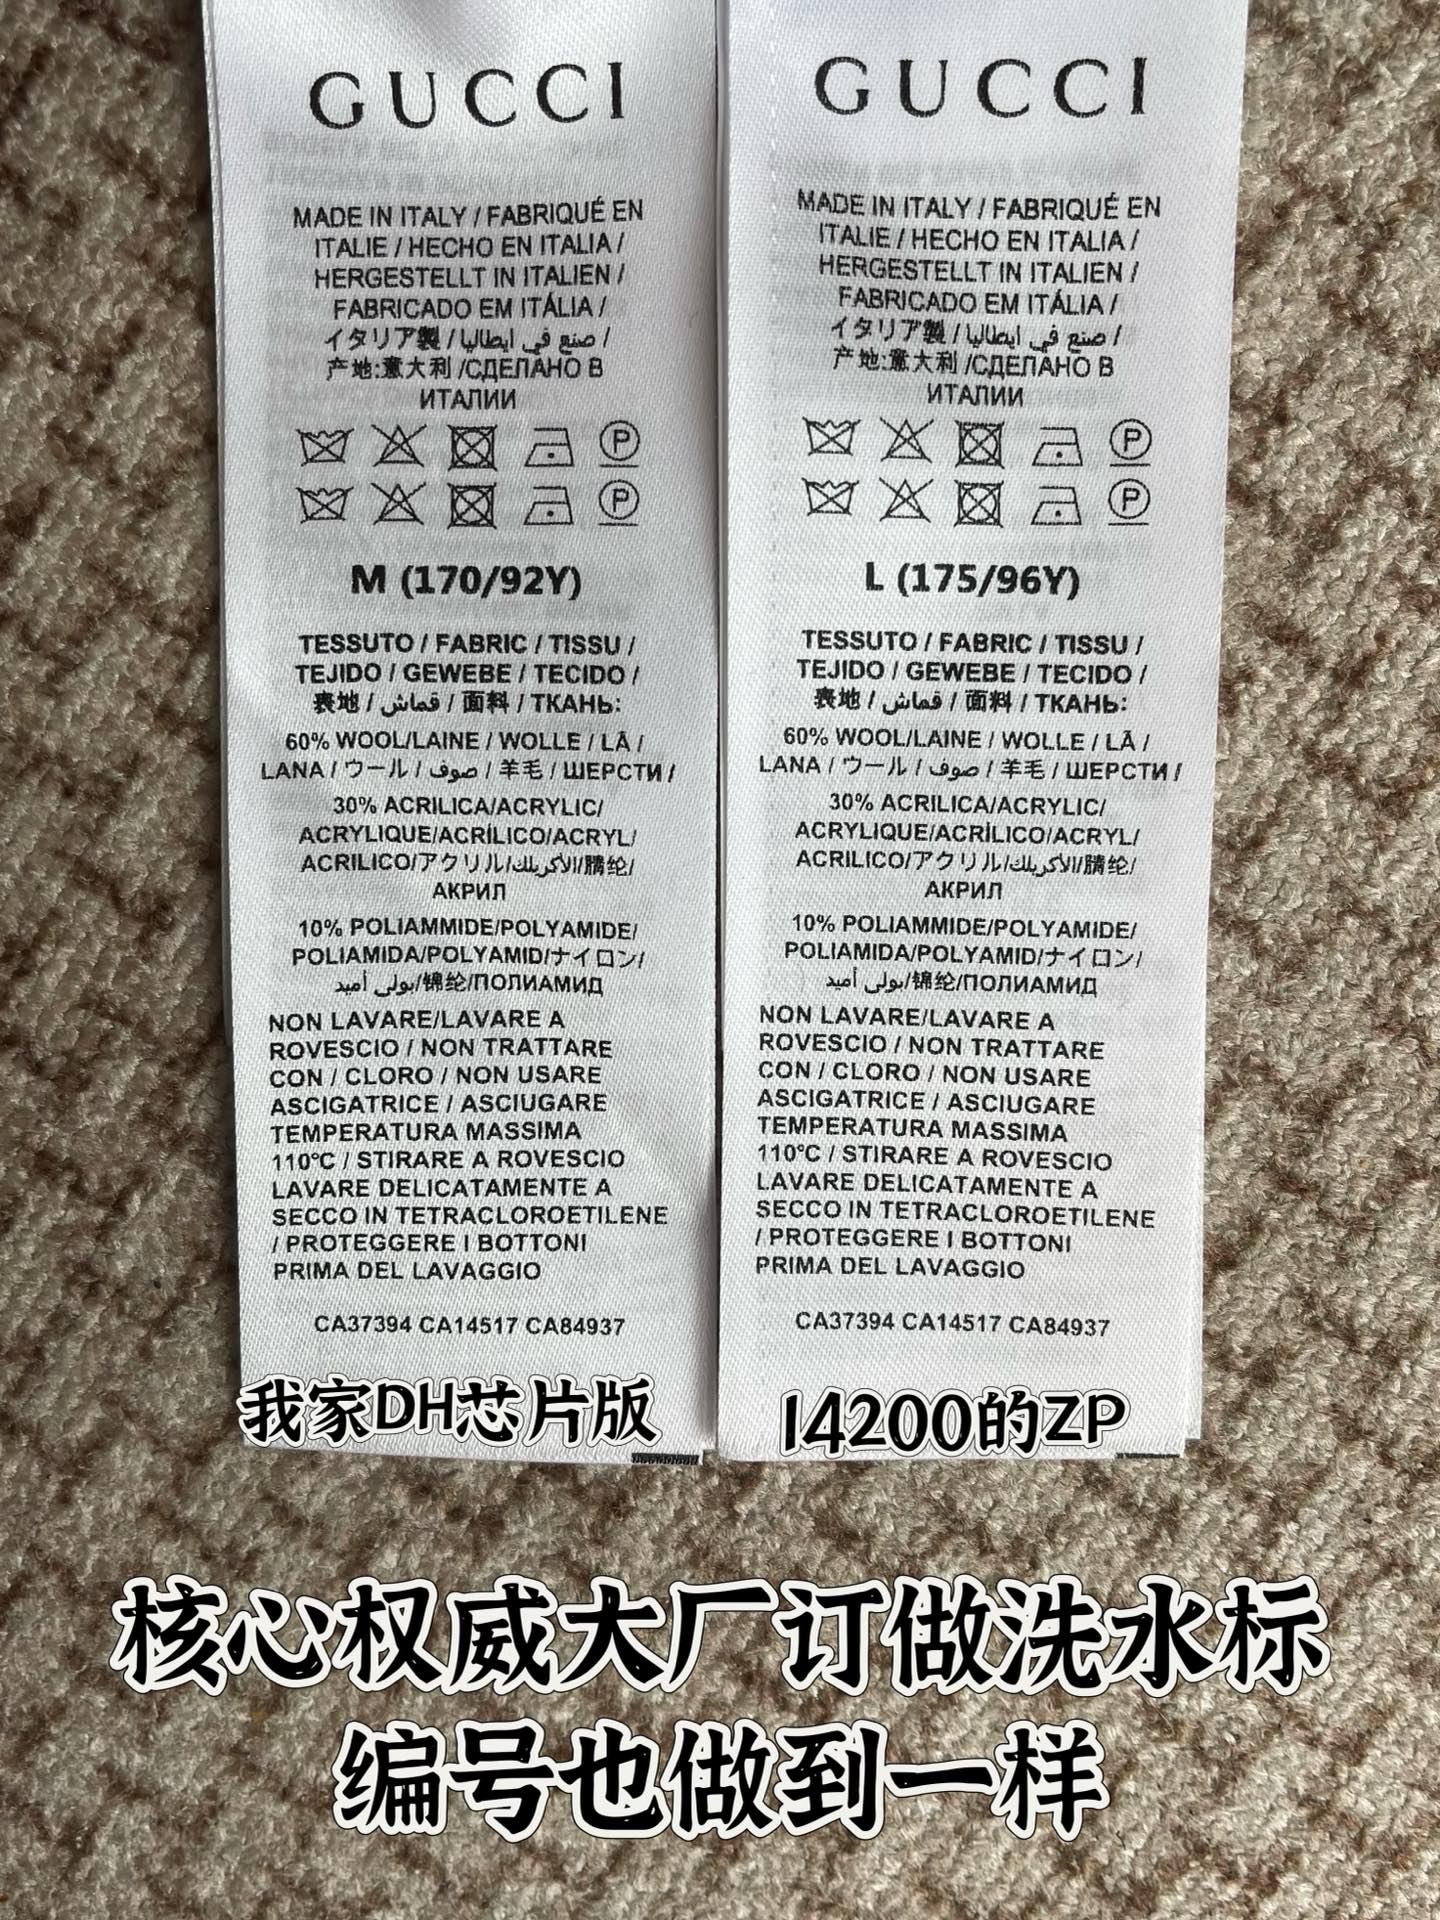 GUCCI
MADE IN ITALY / FABRIQUÉ EN
ITALIE / HECHO EN ITALIA /
HERGESTELLT IN ITALIEN /
FABRICADO EM ITÁLIA /
イタリア製 / صنع في ايطاليا /
产地:意大利 /СДЕЛАНО В
ИТАЛИИ
M (170/92Y)
TESSUTO / FABRIC / TISSU /
TEJIDO / GEWEBE / TECIDO /
表地 / قماش / 面料 / ТКАНЬ:
60% WOOL/LAINE / WOLLE / LÃ /
LANA / ウール / صوف / 羊毛 / ШЕРСТИ /
30% ACRILICA/ACRYLIC/
ACRYLIQUE/ACRÍLICO/ACRYL/
ACRILICO/アクリル/الأكريلك/腈纶/
АКРИЛ
10% POLIAMMIDE/POLYAMIDE/
POLIAMIDA/POLYAMID/ナイロン/
بولي أميد/锦纶/ПОЛИАМИД
NON LAVARE/LAVARE A
ROVESCIO / NON TRATTARE
CON / CLORO / NON USARE
ASCIGATRICE / ASCIUGARE
TEMPERATURA MASSIMA
110°C / STIRARE A ROVESCIO
LAVARE DELICATAMENTE A
SECCO IN TETRACLOROETILENE
/ PROTEGGERE I BOTTONI
PRIMA DEL LAVAGGIO
CA37394 CA14517 CA84937
我家DH芯片版
GUCCI
MADE IN ITALY / FABRIQUÉ EN
ITALIE / HECHO EN ITALIA /
HERGESTELLT IN ITALIEN /
FABRICADO EM ITÁLIA /
イタリア製 / صنع في ايطاليا /
产地:意大利 /СДЕЛАНО В
ИТАЛИИ
L (175/96Y)
TESSUTO / FABRIC / TISSU /
TEJIDO / GEWEBE / TECIDO /
表地 / قماش / 面料 / ТКАНЬ:
60% WOOL/LAINE / WOLLE / LÃ /
LANA / ウール / صوف / 羊毛 / ШЕРСТИ /
30% ACRILICA/ACRYLIC/
ACRYLIQUE/ACRÍLICO/ACRYL/
ACRILICO/アクリル/الأكريلك/腈纶/
АКРИЛ
10% POLIAMMIDE/POLYAMIDE/
POLIAMIDA/POLYAMID/ナイロン/
بولي أميد/锦纶/ПОЛИАМИД
NON LAVARE/LAVARE A
ROVESCIO / NON TRATTARE
CON / CLORO / NON USARE
ASCIGATRICE / ASCIUGARE
TEMPERATURA MASSIMA
110°C / STIRARE A ROVESCIO
LAVARE DELICATAMENTE A
SECCO IN TETRACLOROETILENE
/ PROTEGGERE I BOTTONI
PRIMA DEL LAVAGGIO
CA37394 CA14517 CA84937
14200的ZP
核心权威大厂订做洗水标
编号也做到一样